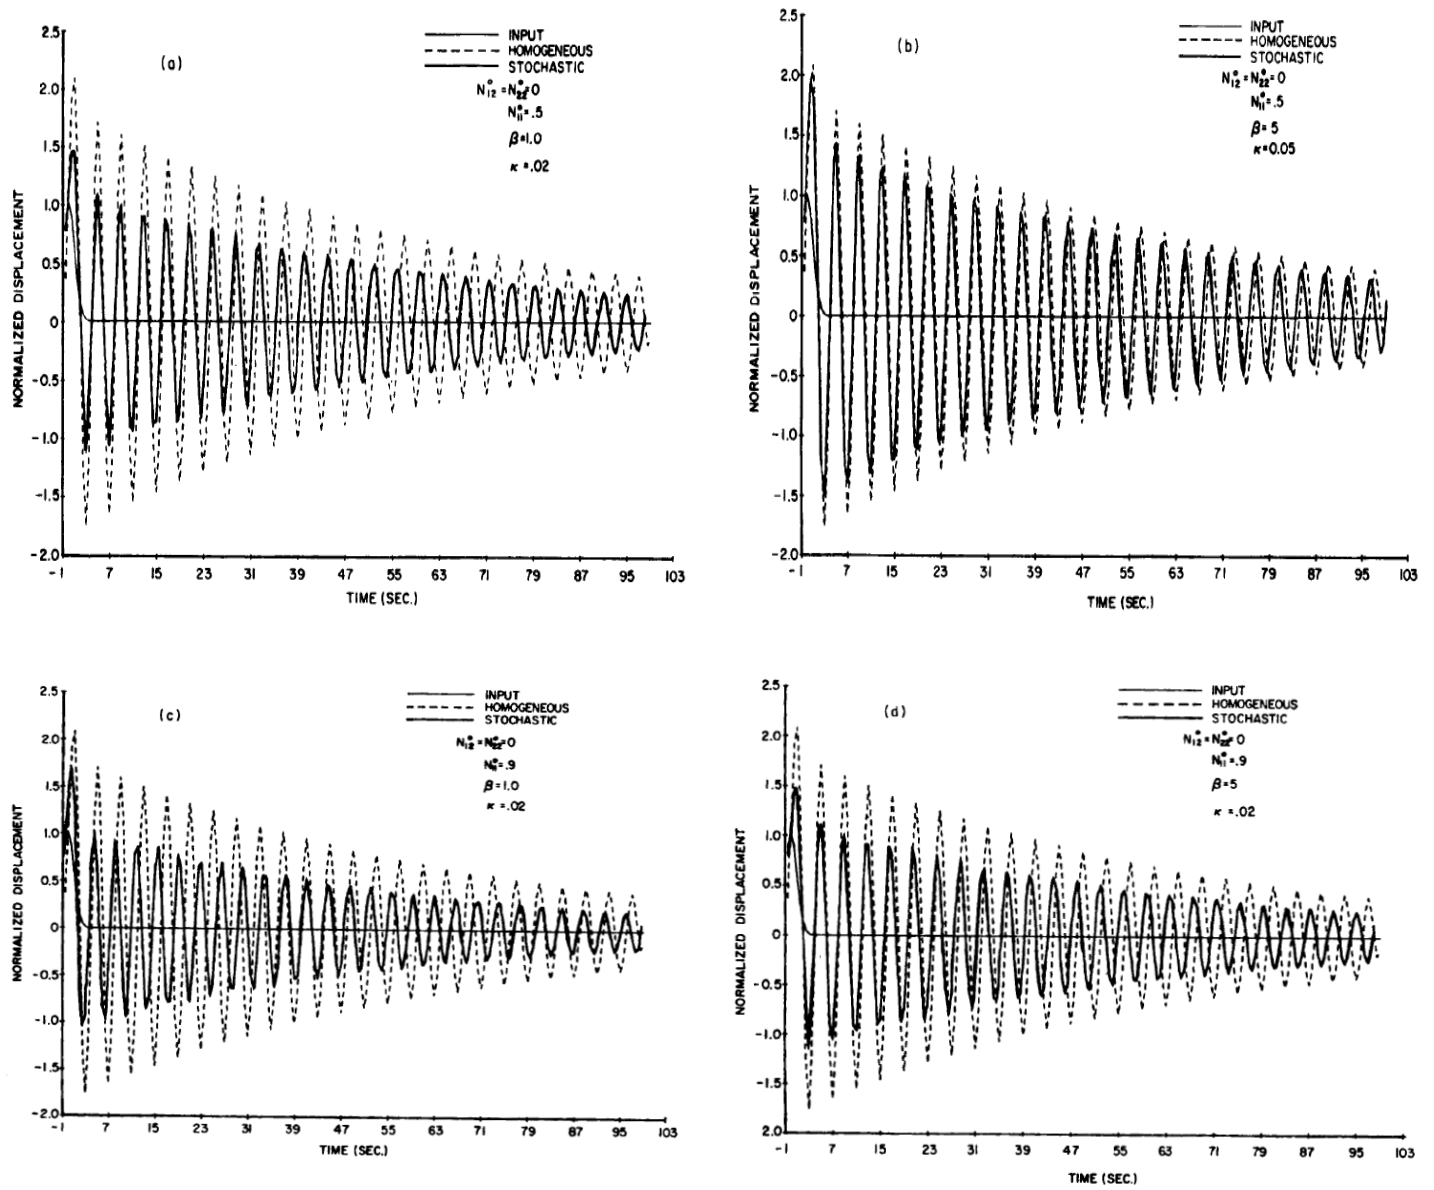 (a)
INPUT
HOMOGENEOUS
STOCHASTIC
N°12 = N°22=0
N°11=.5
β=1.0
κ =.02
2.5
2.0
1.5
1.0
0.5
0
-0.5
-1.0
-1.5
-2.0
NORMALIZED DISPLACEMENT
-1 7 15 23 31 39 47 55 63 71 79 87 95 103
TIME (SEC.)
(b)
INPUT
HOMOGENEOUS
STOCHASTIC
N°12 = N°22=0
N°11=.5
β=5
κ=0.05
2.5
2.0
1.5
1.0
0.5
0
-0.5
-1.0
-1.5
-2.0
NORMALIZED DISPLACEMENT
-1 7 15 23 31 39 47 55 63 71 79 87 95 103
TIME (SEC.)
(c)
INPUT
HOMOGENEOUS
STOCHASTIC
N°12 = N°22=0
N°11=.9
β=1.0
κ =.02
2.5
2.0
1.5
1.0
0.5
0
-0.5
-1.0
-1.5
-2.0
NORMALIZED DISPLACEMENT
-1 7 15 23 31 39 47 55 63 71 79 87 95 103
TIME (SEC.)
(d)
INPUT
HOMOGENEOUS
STOCHASTIC
N°12 = N°22=0
N°11=.9
β=5
κ =.02
2.5
2.0
1.5
1.0
0.5
0
-0.5
-1.0
-1.5
2.0
NORMALIZED DISPLACEMENT
-1 7 15 23 31 39 47 55 63 71 79 87 95 103
TIME (SEC.)